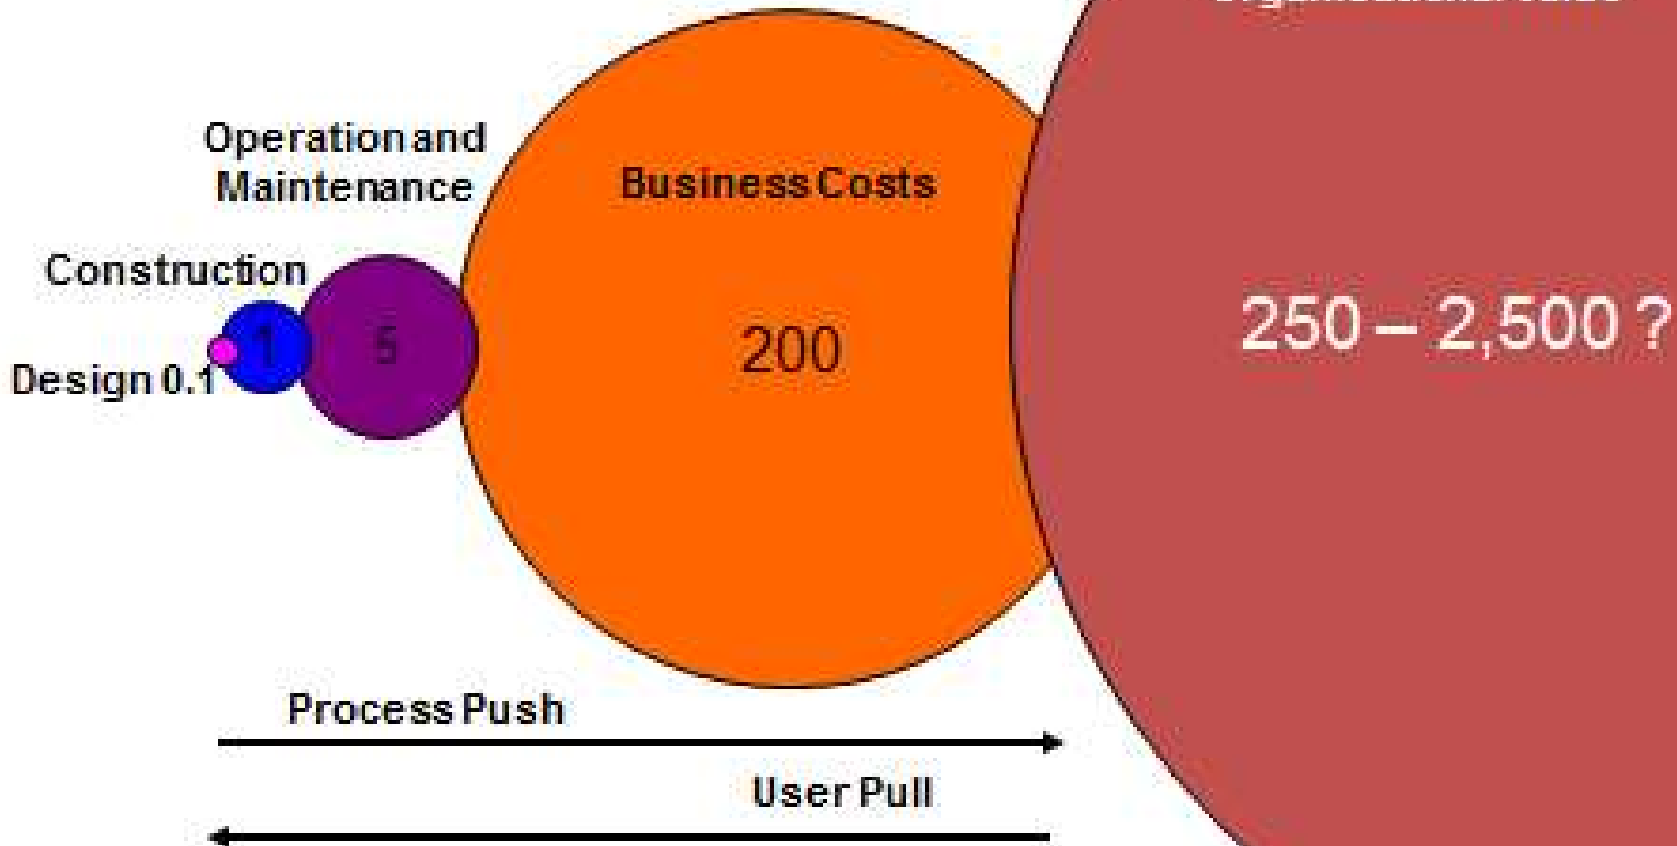 Operation and
Maintenance
Business Costs
Construction
1
5
200
250 – 2,500 ?
Design 0.1
Process Push
User Pull